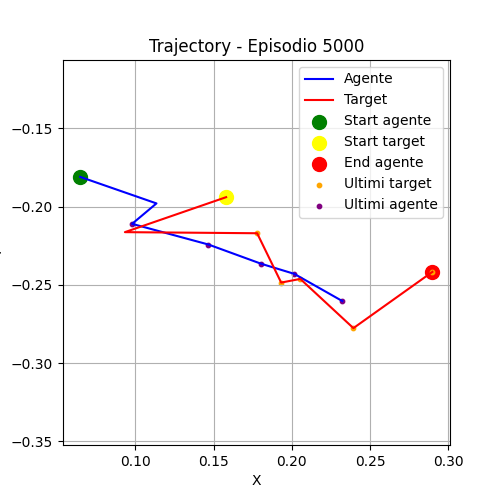 Trajectory - Episodio 5000
Agente
Target
Start agente
Start target
End agente
Ultimi target
Ultimi agente
−0.15
−0.20
−0.25
−0.30
−0.35
0.10 0.15 0.20 0.25 0.30
X